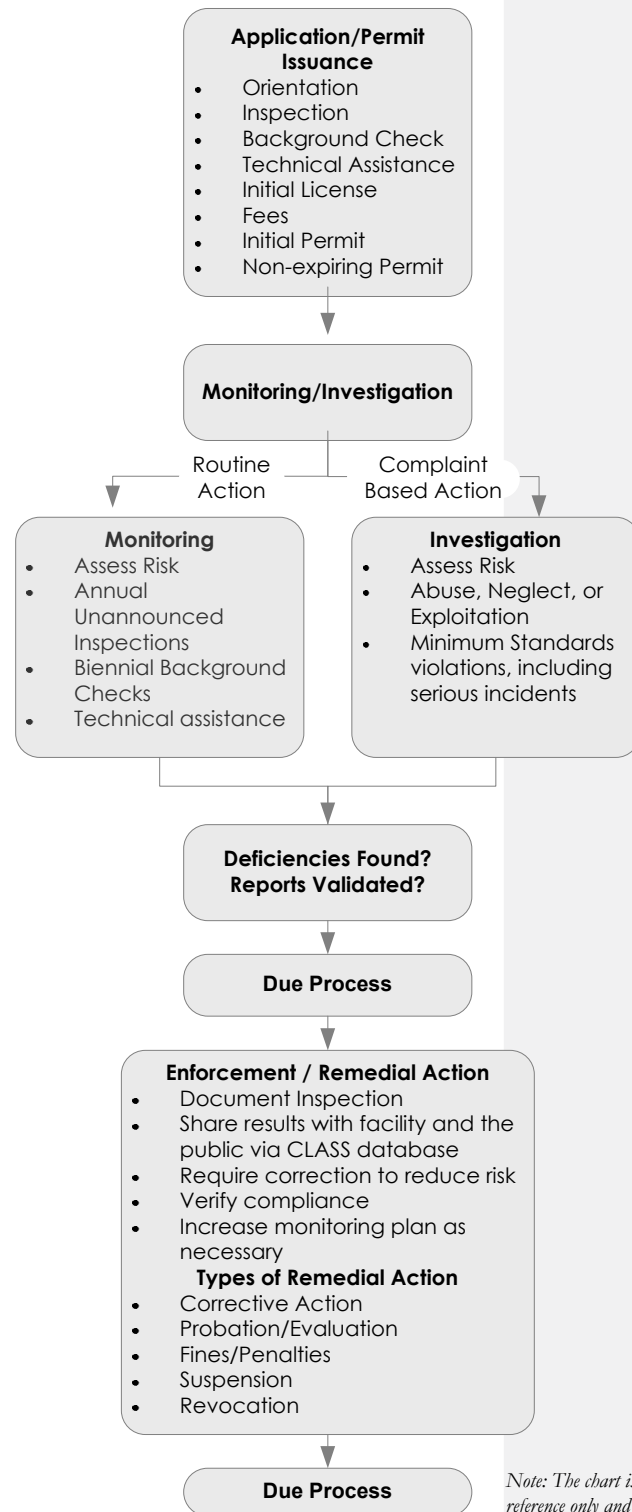 Application/Permit
Issuance
• Orientation
• Inspection
• Background Check
• Technical Assistance
• Initial License
• Fees
• Initial Permit
• Non-expiring Permit
Monitoring/Investigation
Routine
Action
Complaint
Based Action
Monitoring
• Assess Risk
• Annual
Unannounced
Inspections
• Biennial Background
Checks
• Technical assistance
Investigation
• Assess Risk
• Abuse, Neglect, or
Exploitation
• Minimum Standards
violations, including
serious incidents
Deficiencies Found?
Reports Validated?
Due Process
Enforcement / Remedial Action
• Document Inspection
• Share results with facility and the
public via CLASS database
• Require correction to reduce risk
• Verify compliance
• Increase monitoring plan as
necessary
Types of Remedial Action
• Corrective Action
• Probation/Evaluation
• Fines/Penalties
• Suspension
• Revocation
Due Process
Note: The chart is
reference only and